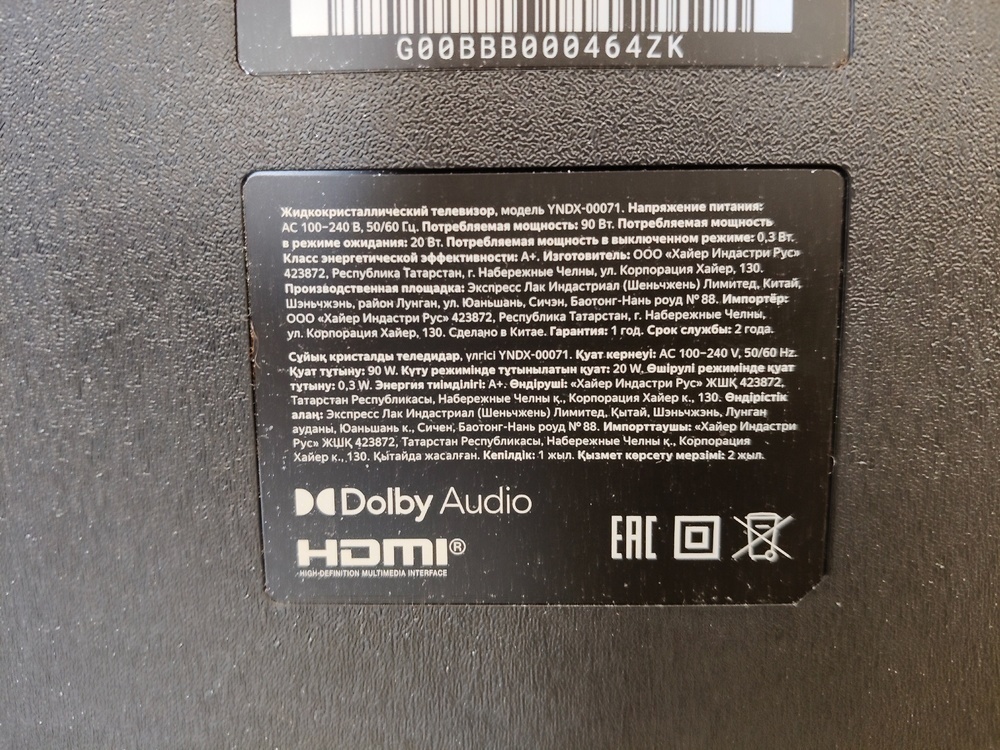 G00BBB000464ZK
Жидкокристаллический телевизор, модель YNDX-00071. Напряжение питания:
AC 100–240 В, 50/60 Гц. Потребляемая мощность: 90 Вт. Потребляемая мощность
в режиме ожидания: 20 Вт. Потребляемая мощность в выключенном режиме: 0,3 Вт.
Класс энергетической эффективности: А+. Изготовитель: ООО «Хайер Индастри Рус»
423872, Республика Татарстан, г. Набережные Челны, ул. Корпорация Хайер, 130.
Производственная площадка: Экспресс Лак Индастриал (Шеньчжень) Лимитед, Китай,
Шэньчжэнь, район Лунган, ул. Юаньшань, Сичэн, Баотонг-Нань роуд № 88. Импортёр:
ООО «Хайер Индастри Рус» 423872, Республика Татарстан, г. Набережные Челны,
ул. Корпорация Хайер, 130. Сделано в Китае. Гарантия: 1 год. Срок службы: 2 года.
Сұйық кристалды теледидар, үлгісі YNDX-00071. Қуат кернеуі: AC 100–240 V, 50/60 Hz.
Қуат тұтыну: 90 W. Күту режимінде тұтынылатын қуат: 20 W. Өшірулі режимінде қуат
тұтыну: 0,3 W. Энергия тиімділігі: А+. Өндіруші: «Хайер Индастри Рус» ЖШҚ 423872,
Татарстан Республикасы, Набережные Челны қ., Корпорация Хайер к., 130. Өндірістік
алаң: Экспресс Лак Индастриал (Шеньчжень) Лимитед, Қытай, Шэньчжэнь, Лунган
ауданы, Юаньшань к., Сичен, Баотонг-Нань роуд № 88. Импорттаушы: «Хайер Индастри
Рус» ЖШҚ 423872, Татарстан Республикасы, Набережные Челны қ., Корпорация
Хайер к., 130. Қытайда жасалған. Кепілдік: 1 жыл. Қызмет көрсету мерзімі: 2 жыл.
Dolby Audio
HDMI®
HIGH-DEFINITION MULTIMEDIA INTERFACE
EAC